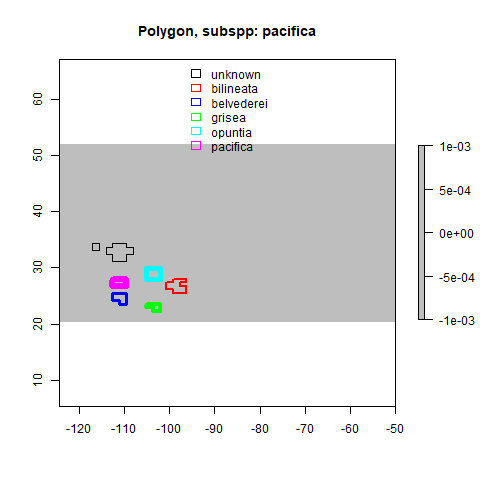 Polygon, subspp: pacifica
unknown
bilineata
belvederei
grisea
opuntia
pacifica
60
50
40
30
20
10
-120
-110
-100
-90
-80
-70
-60
-50
1e-03
5e-04
0e+00
-5e-04
-1e-03